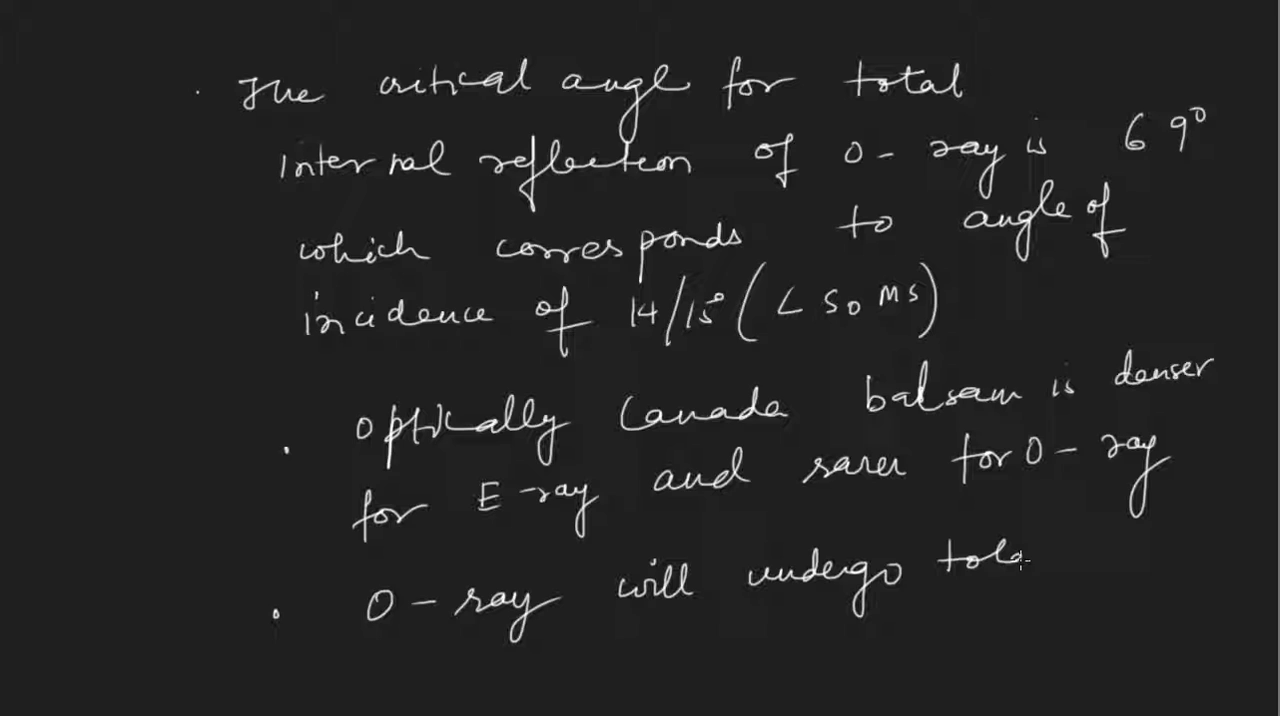 . The critical angle for total
internal reflection of O - ray is 69°
which corresponds to angle of
incidence of 14/15° (
. optically Canada balsam is denser
for E-ray and rarer for O - ray
. O - ray will undergo tota